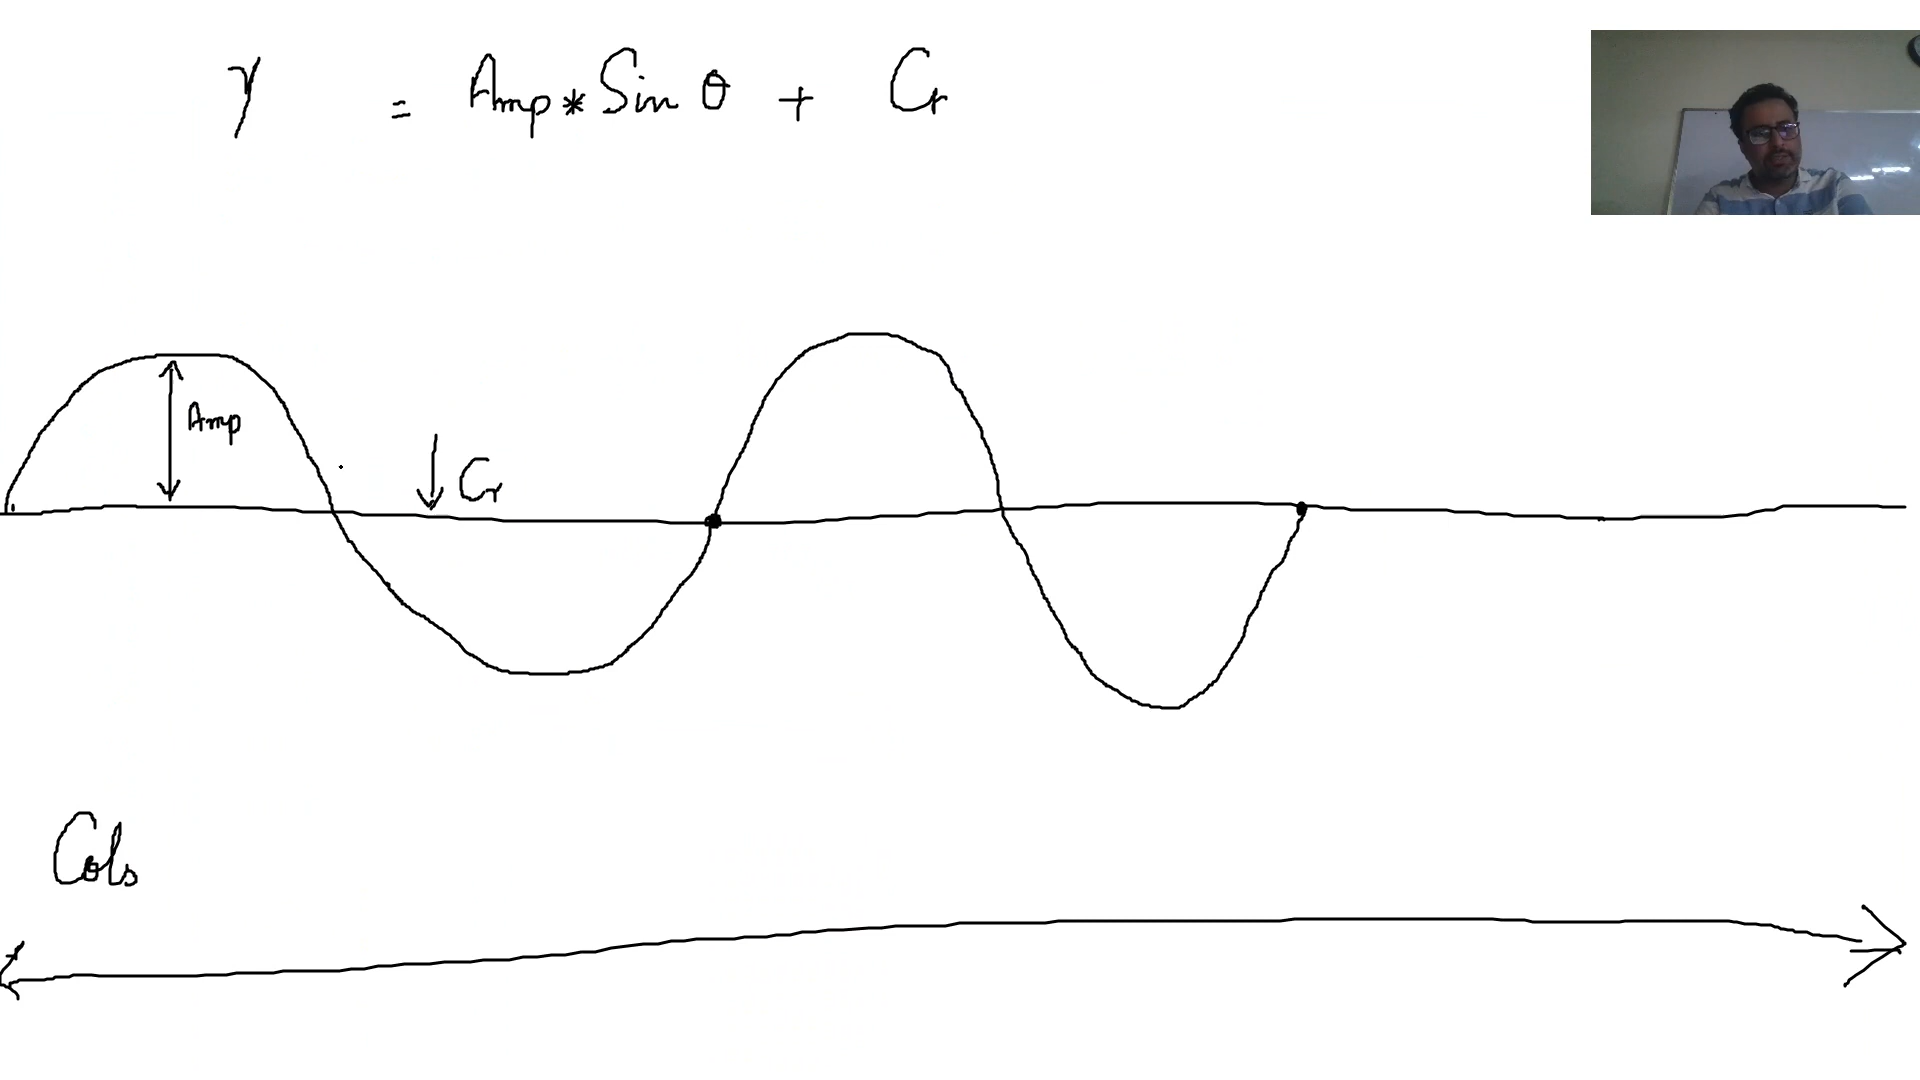 r = Amp * Sin θ + Cr
Amp
Cr
Cols